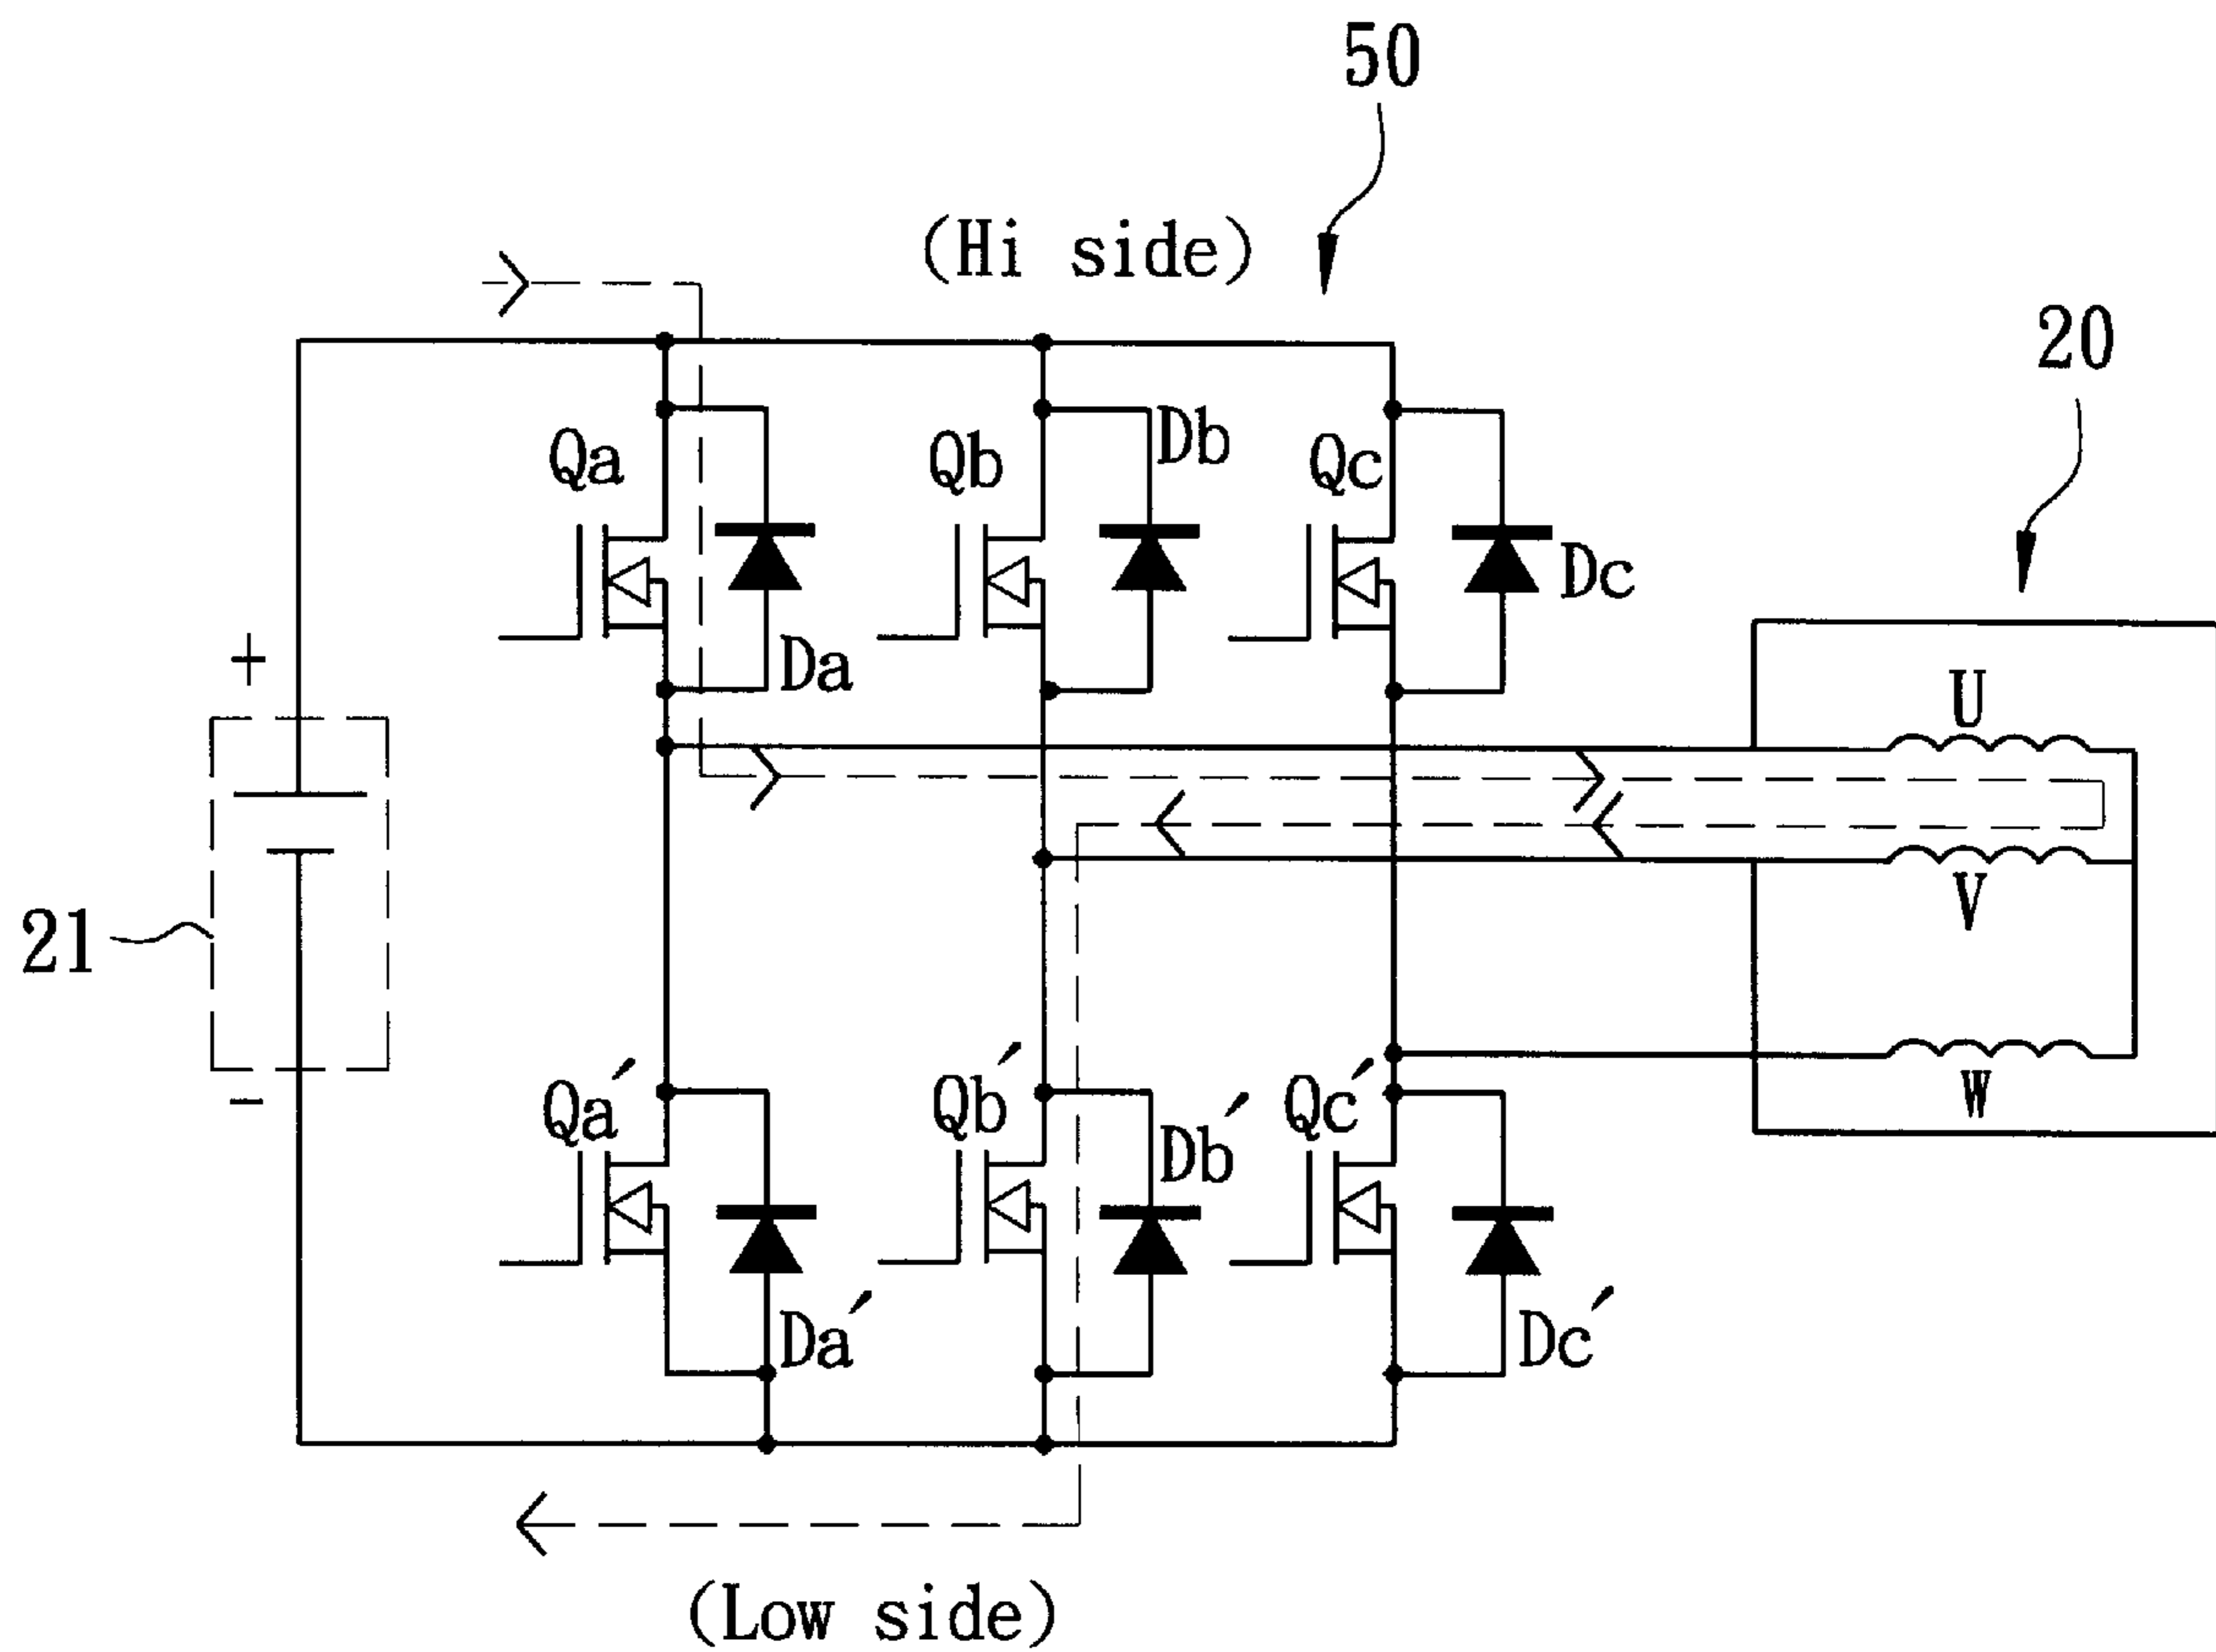 50
(Hi side)
20
Qa
Qb
Db
Qc
Dc
Da
+
U
21
V
-
Qa′
Qb′
Db′
Qc′
W
Da′
Dc′
(Low side)